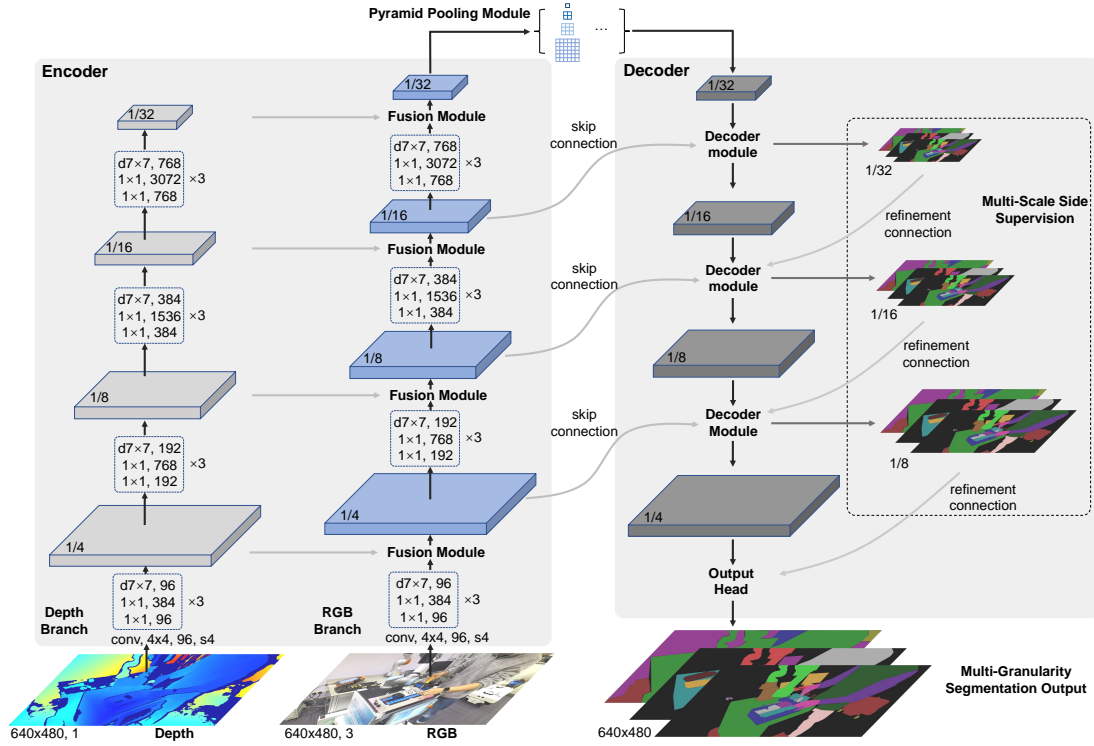 Pyramid Pooling Module
...
Encoder
1/32
d7×7, 768
1×1, 3072
1×1, 768
×3
1/16
d7×7, 384
1×1, 1536
1×1, 384
×3
1/8
d7×7, 192
1×1, 768
1×1, 192
×3
1/4
d7×7, 96
1×1, 384
1×1, 96
×3
Depth
Branch
conv, 4x4, 96, s4
640x480, 1
Depth
1/32
Fusion Module
d7×7, 768
1×1, 3072
1×1, 768
×3
1/16
Fusion Module
d7×7, 384
1×1, 1536
1×1, 384
×3
1/8
Fusion Module
d7×7, 192
1×1, 768
1×1, 192
×3
1/4
Fusion Module
d7×7, 96
1×1, 384
1×1, 96
×3
RGB
Branch
conv, 4x4, 96, s4
640x480, 3
RGB
skip
connection
skip
connection
skip
connection
Decoder
1/32
Decoder
module
1/16
Decoder
module
1/8
Decoder
Module
1/4
Output
Head
1/32
Multi-Scale Side
Supervision
refinement
connection
1/16
refinement
connection
1/8
refinement
connection
640x480
Multi-Granularity
Segmentation Output